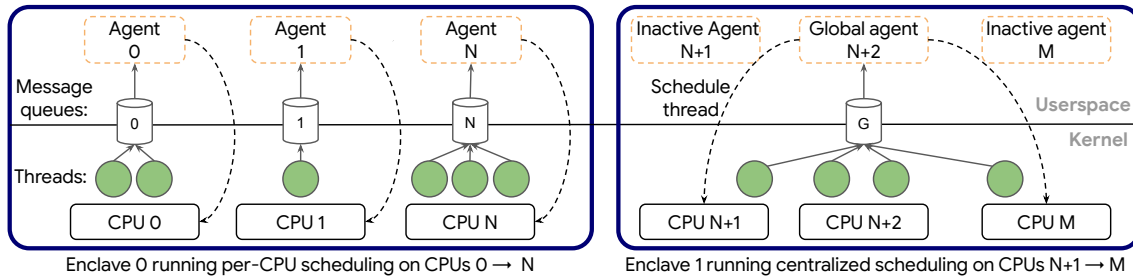 Agent
0
Agent
1
Agent
N
Message
queues:
0
1
N
Threads:
CPU 0
CPU 1
CPU N
Enclave 0 running per-CPU scheduling on CPUs 0 → N
Inactive Agent
N+1
Global agent
N+2
Inactive agent
M
Schedule
thread
G
Userspace
Kernel
CPU N+1
CPU N+2
CPU M
Enclave 1 running centralized scheduling on CPUs N+1 → M